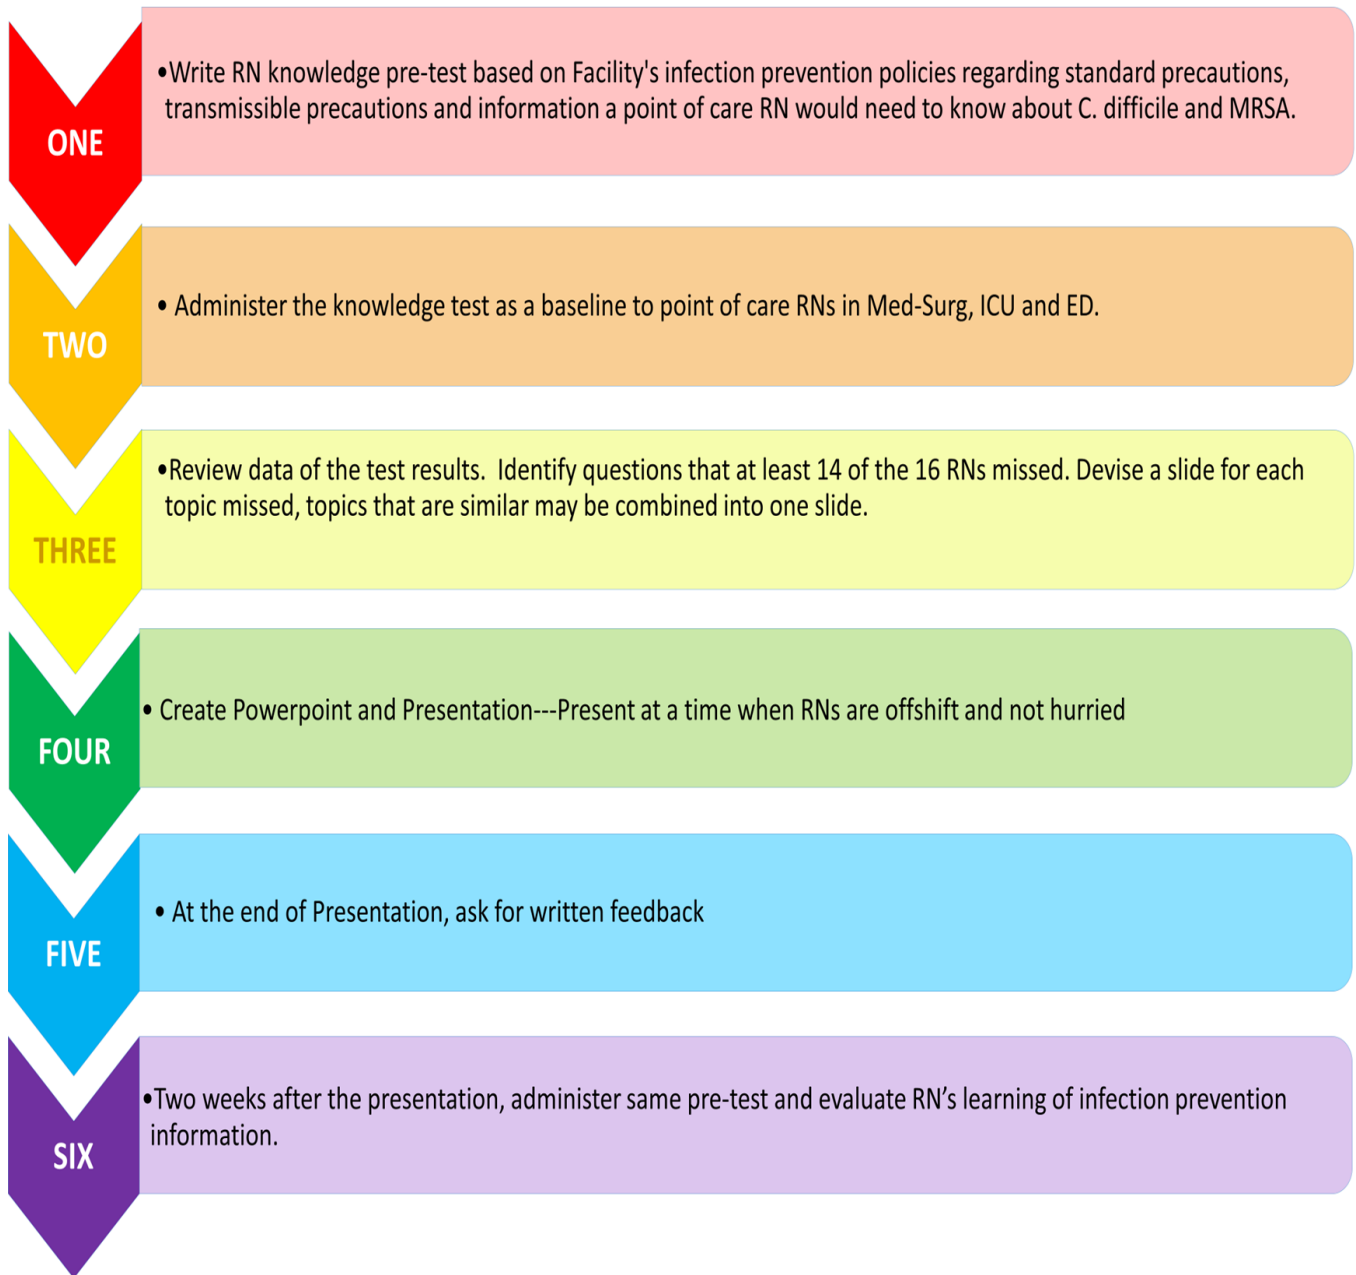 ONE
•Write RN knowledge pre-test based on Facility's infection prevention policies regarding standard precautions,
transmissible precautions and information a point of care RN would need to know about C. difficile and MRSA.
TWO
• Administer the knowledge test as a baseline to point of care RNs in Med-Surg, ICU and ED.
THREE
•Review data of the test results.  Identify questions that at least 14 of the 16 RNs missed. Devise a slide for each
topic missed, topics that are similar may be combined into one slide.
FOUR
• Create Powerpoint and Presentation---Present at a time when RNs are offshift and not hurried
FIVE
• At the end of Presentation, ask for written feedback
SIX
•Two weeks after the presentation, administer same pre-test and evaluate RN’s learning of infection prevention
information.